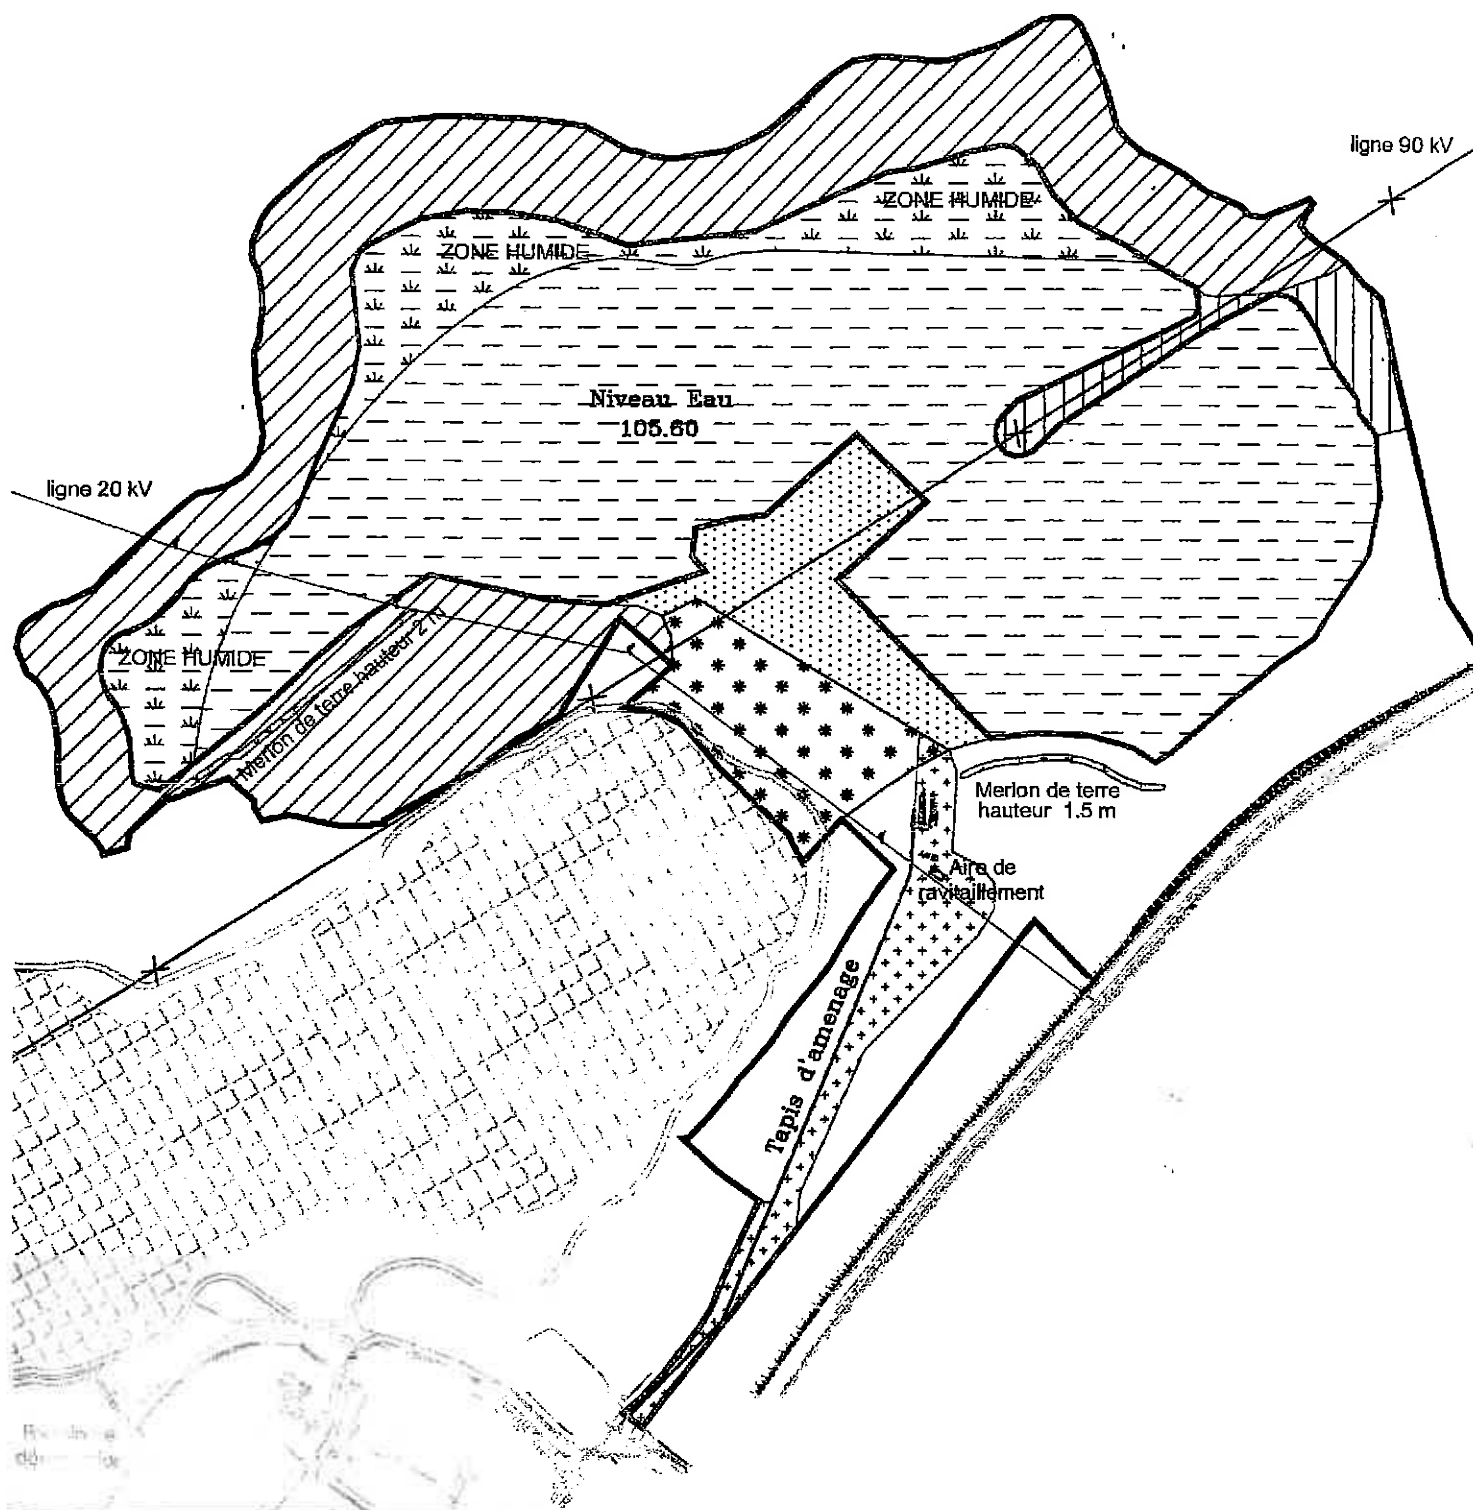 ligne 90 kV
ZONE HUMIDE
ZONE HUMIDE
Niveau Eau
105.60
ligne 20 kV
ZONE HUMIDE
Merlon de terre hauteur 2 m
Merlon de terre
hauteur 1.5 m
Aire de
ravitaillement
Tapis d'amenage